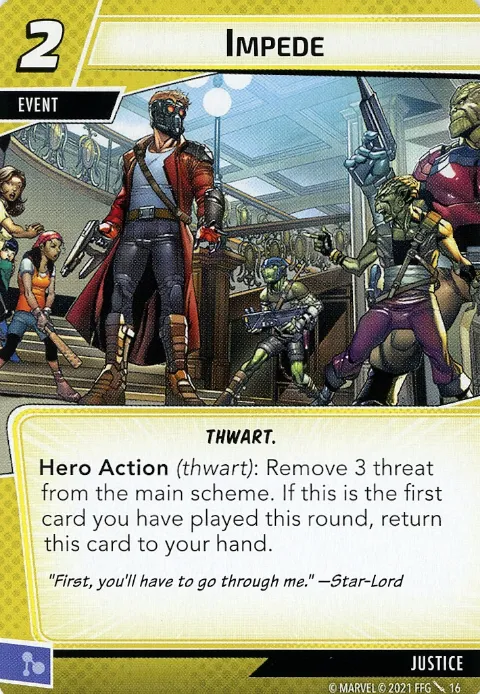 2
IMPEDE
EVENT
THWART.
Hero Action (thwart): Remove 3 threat
from the main scheme. If this is the first
card you have played this round, return
this card to your hand.
"First, you'll have to go through me." —Star-Lord
JUSTICE
© MARVEL © 2021 FFG 16